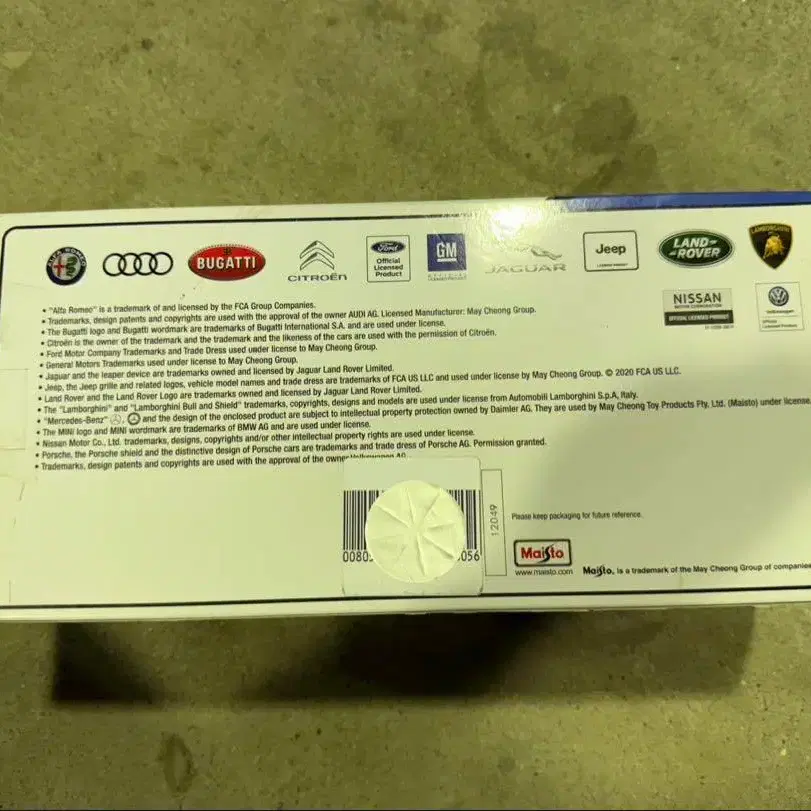 ALFA ROMEO
BUGATTI
CITROËN
Ford
Official
Licensed
Product
GM
JAGUAR
Jeep
LAND-
-ROVER
LAMBORGHINI
NISSAN
MOTOR CORPORATION
OFFICIAL LICENSED PRODUCT
Volkswagen
• "Alfa Romeo" is a trademark of and licensed by the FCA Group Companies.
• Trademarks, design patents and copyrights are used with the approval of the owner AUDI AG. Licensed Manufacturer: May Cheong Group.
• The Bugatti logo and Bugatti wordmark are trademarks of Bugatti International S.A. and are used under license.
• Citroën is the owner of the trademark and the trademark and the likeness of the cars are used with the permission of Citroën.
• Ford Motor Company Trademarks and Trade Dress used under license to May Cheong Group.
• General Motors Trademarks used under license to May Cheong Group.
• Jaguar and the leaper device are trademarks owned and licensed by Jaguar Land Rover Limited.
• Jeep, the Jeep grille and related logos, vehicle model names and trade dress are trademarks of FCA US LLC and used under license by May Cheong Group. © 2020 FCA US LLC.
• Land Rover and the Land Rover Logo are trademarks owned and licensed by Jaguar Land Rover Limited.
• The "Lamborghini" and "Lamborghini Bull and Shield" trademarks, copyrights, designs and models are used under license from Automobili Lamborghini S.p.A, Italy.
• "Mercedes-Benz", and the design of the enclosed product are subject to intellectual property protection owned by Daimler AG. They are used by May Cheong Toy Products Fty. Ltd. (Maisto) under license.
• The MINI logo and MINI wordmark are trademarks of BMW AG and are used under license.
• Nissan Motor Co., Ltd. trademarks, designs, copyrights and/or other intellectual property rights are used under license.
• Porsche, the Porsche shield and the distinctive design of Porsche cars are trademarks and trade dress of Porsche AG. Permission granted.
• Trademarks, design patents and copyrights are used with the approval of the owner Volkswagen AG.
12049
Please keep packaging for future reference.
Maisto
www.maisto.com
Maisto, is a trademark of the May Cheong Group of companies